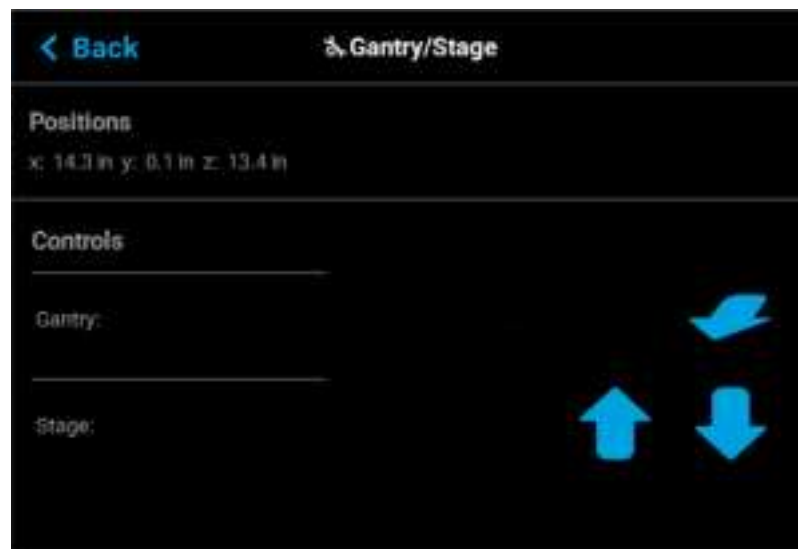 Back
Gantry/Stage
Positions
x: 14.3 in y: 0.1 in z: 13.4 in
Controls
Gantry:
Stage: